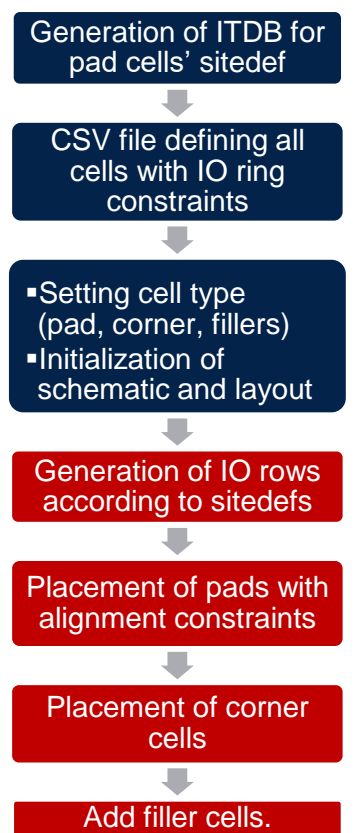 Generation of ITDB for
pad cells’ sitedef
CSV file defining all
cells with IO ring
constraints
▪Setting cell type
(pad, corner, fillers)
▪Initialization of
schematic and layout
Generation of IO rows
according to sitedefs
Placement of pads with
alignment constraints
Placement of corner
cells
Add filler cells.